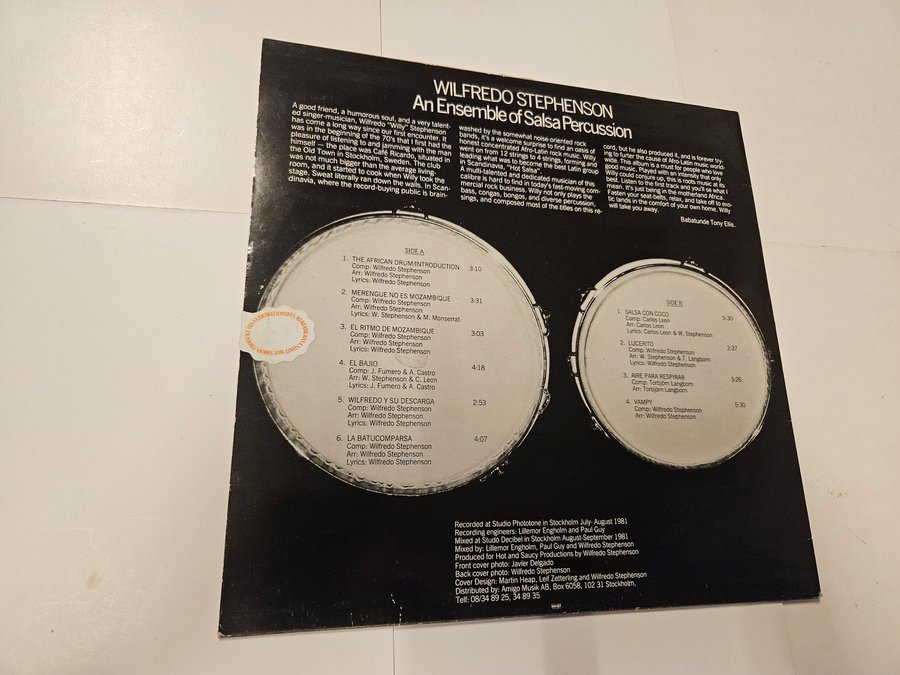 WILFREDO STEPHENSON
An Ensemble of Salsa Percussion
A good friend, a humorous soul, and a very talent-
ed singer-musician, Wilfredo "Willy" Stephenson
has come a long way since our first encounter. It
was in the beginning of the 70's that I first had the
pleasure of listening to and jamming with the man
himself — the place was Café Ricardo, situated in
the Old Town in Stockholm, Sweden. The club
was not much bigger than the average living-
room, and it started to cook when Willy took the
stage. Sweat literally ran down the walls. In Scan-
dinavia, where the record-buying public is brain-
washed by the somewhat noise-oriented rock
bands, it's a welcome surprise to find an oasis of
honest concentrated Afro-Latin rock music. Willy
went on from 12 strings to 4 strings, forming and
leading what was to become the best Latin group
in Scandinavia, "Hot Salsa".
A multi-talented and dedicated musician of this
calibre is hard to find in today's fast-moving com-
mercial rock business. Willy not only plays the
bass, congas, bongos, and diverse percussion,
sings, and composed most of the titles on this re-
cord, but he also produced it, and is forever try-
ing to furter the cause of Afro-Latin music world-
wide. This album is a must for people who love
good music. Played with an intensity that only
Willy could conjure up, this is roots music at its
best. Listen to the first track and you'll se what I
mean. It's just being in the motherland Africa.
Fasten your seat-belts, relax, and take off to exo-
tic lands in the comfort of your own home. Willy
will take you away.
Babatunde Tony Ellis.
SIDE A
1. THE AFRICAN DRUM/INTRODUCTION 3:10
Comp: Wilfredo Stephenson
Arr: Wilfredo Stephenson
Lyrics: Wilfredo Stephenson
2. MERENGUE NO ES MOZAMBIQUE 3:31
Comp: Wilfredo Stephenson
Arr: Wilfredo Stephenson
Lyrics: W. Stephenson & M. Monserrat
3. EL RITMO DE MOZAMBIQUE 3:03
Comp: Wilfredo Stephenson
Arr: Wilfredo Stephenson
Lyrics: Wilfredo Stephenson
4. EL BAJIO 4:18
Comp: J. Fumero & A. Castro
Arr: W. Stephenson & C. Leon
Lyrics: J. Fumero & A. Castro
5. WILFREDO Y SU DESCARGA 2:53
Comp: Wilfredo Stephenson
Arr: Wilfredo Stephenson
Lyrics: Wilfredo Stephenson
6. LA BATUCOMPARSA 4:07
Comp: Wilfredo Stephenson
Arr: Wilfredo Stephenson
Lyrics: Wilfredo Stephenson
SIDE B
1. SALSA CON COCO 5:30
Comp: Carlos Leon
Arr: Carlos Leon
Lyrics: Carlos Leon & W. Stephenson
2. LUCERITO 2:37
Comp: Wilfredo Stephenson
Arr: W. Stephenson & T. Langborn
Lyrics: Wilfredo Stephenson
3. AIRE PARA RESPIRAR 3:26
Comp: Torbjörn Langborn
Arr: Torbjörn Langborn
4. VAMPY 5:30
Comp: Wilfredo Stephenson
Arr: Wilfredo Stephenson
Recorded at Studio Phototone in Stockholm July- August 1981
Recording engineers: Lillemor Engholm and Paul Guy
Mixed at Studo Decibel in Stockholm August-September 1981
Mixed by: Lillemor Engholm, Paul Guy and Wilfredo Stephenson
Produced for Hot and Saucy Productions by Wilfredo Stephenson
Front cover photo: Javier Delgado
Back cover photo: Wilfredo Stephenson
Cover Design: Martin Heap, Leif Zetterling and Wilfredo Stephenson
Distributed by: Amigo Musik AB, Box 6058, 102 31 Stockholm,
Telf: 08/34 89 25, 34 89 35